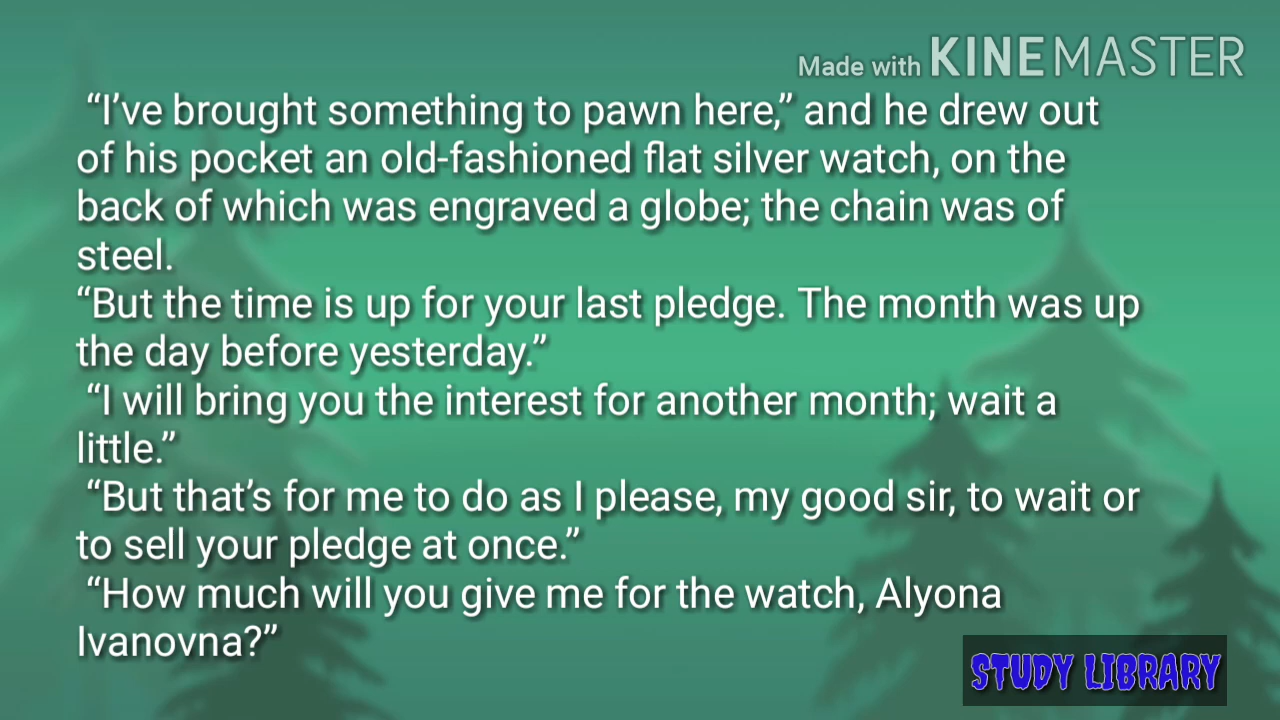 Made with KINEMASTER
“I’ve brought something to pawn here,” and he drew out
of his pocket an old-fashioned flat silver watch, on the
back of which was engraved a globe; the chain was of
steel.
“But the time is up for your last pledge. The month was up
the day before yesterday.”
“I will bring you the interest for another month; wait a
little.”
“But that’s for me to do as I please, my good sir, to wait or
to sell your pledge at once.”
“How much will you give me for the watch, Alyona
Ivanovna?”
STUDY LIBRARY